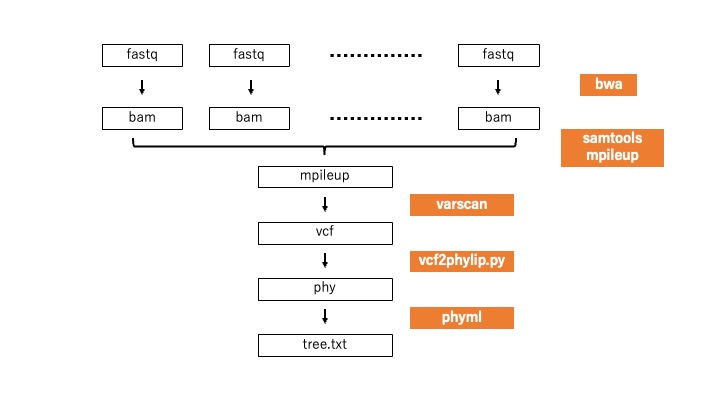 fastq fastq fastq
bwa
bam bam bam
samtools
mpileup
mpileup
varscan
vcf
vcf2phylip.py
phy
phyml
tree.txt